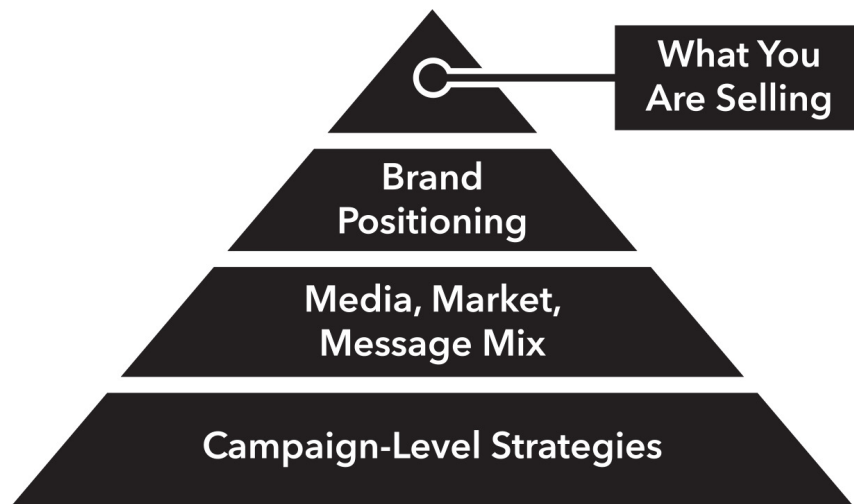 What You
Are Selling
Brand
Positioning
Media, Market,
Message Mix
Campaign-Level Strategies